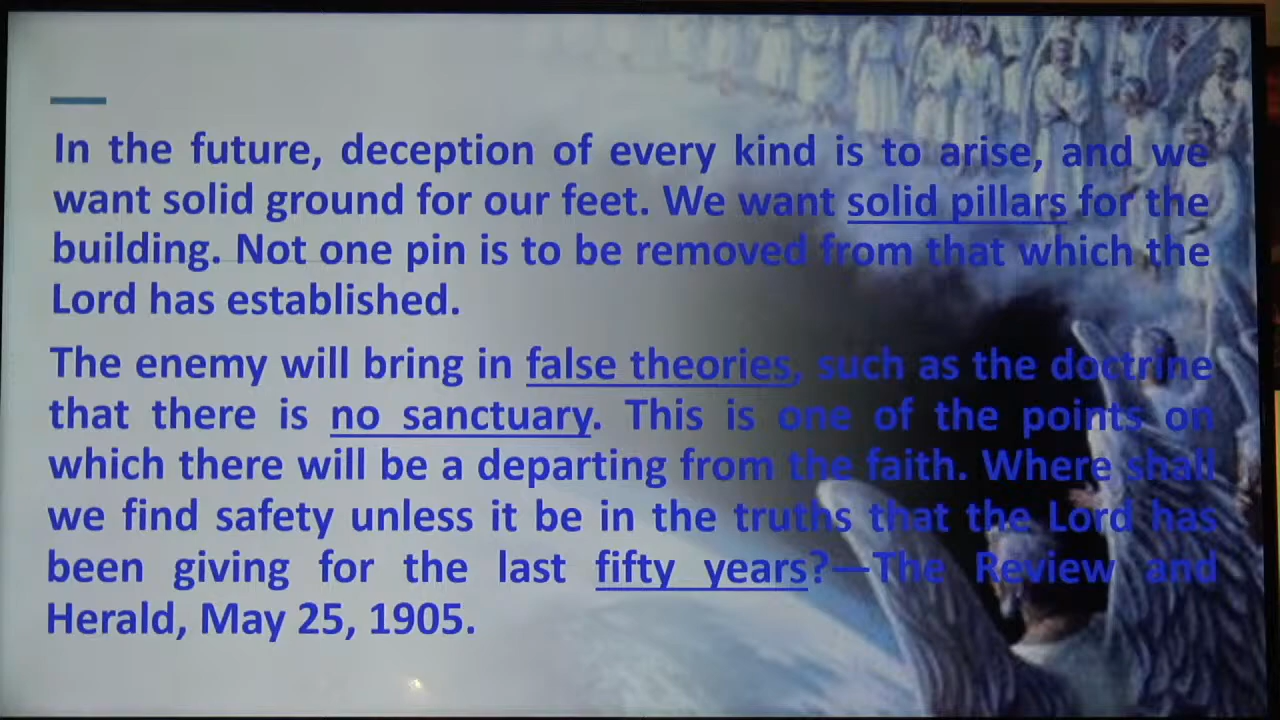 In the future, deception of every kind is to arise, and we
want solid ground for our feet. We want solid pillars for the
building. Not one pin is to be removed from that which the
Lord has established.
The enemy will bring in false theories, such as the doctrine
that there is no sanctuary. This is one of the points on
which there will be a departing from the faith. Where shall
we find safety unless it be in the truths that the Lord has
been giving for the last fifty years?—The Review and
Herald, May 25, 1905.